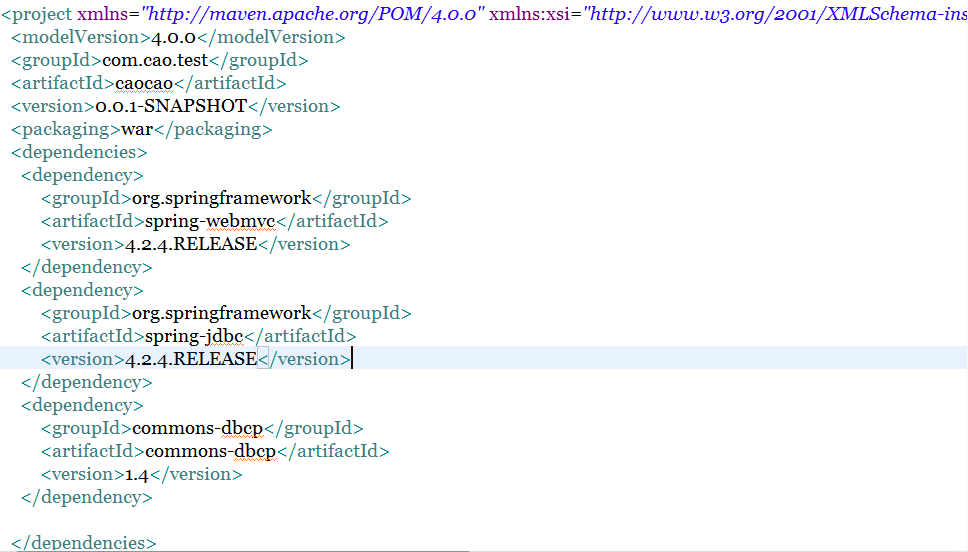 <project xmlns="http://maven.apache.org/POM/4.0.0" xmlns:xsi="http://www.w3.org/2001/XMLSchema-ins
<modelVersion>4.0.0</modelVersion>
<groupId>com.cao.test</groupId>
<artifactId>caocao</artifactId>
<version>0.0.1-SNAPSHOT</version>
<packaging>war</packaging>
<dependencies>
<dependency>
<groupId>org.springframework</groupId>
<artifactId>spring-webmvc</artifactId>
<version>4.2.4.RELEASE</version>
</dependency>
<dependency>
<groupId>org.springframework</groupId>
<artifactId>spring-jdbc</artifactId>
<version>4.2.4.RELEASE</version>
</dependency>
<dependency>
<groupId>commons-dbcp</groupId>
<artifactId>commons-dbcp</artifactId>
<version>1.4</version>
</dependency>
</dependencies>